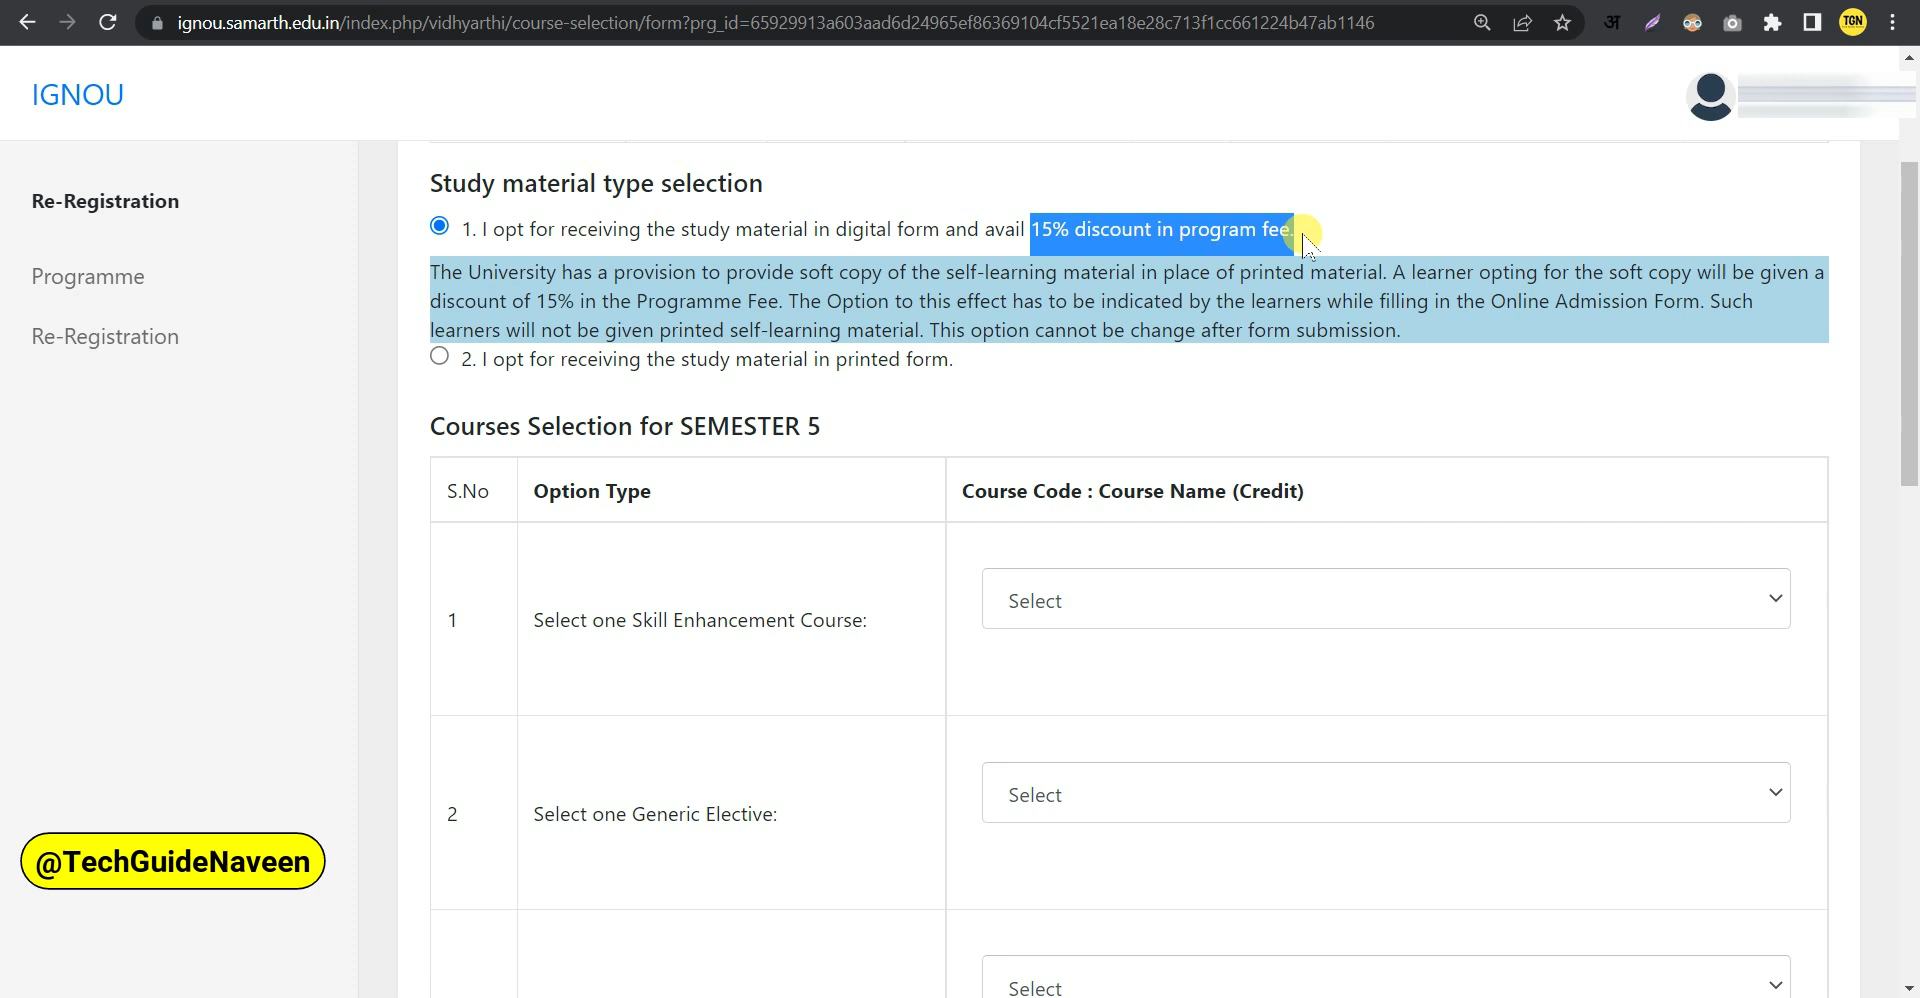 ignou.samarth.edu.in/index.php/vidhyarthi/course-selection/form?prg_id=65929913a603aad6d24965ef86369104cf5521ea18e28c713f1cc661224b47ab1146
अ
TGN
IGNOU
Re-Registration
Programme
Re-Registration
Study material type selection
1. I opt for receiving the study material in digital form and avail 15% discount in program fee.
The University has a provision to provide soft copy of the self-learning material in place of printed material. A learner opting for the soft copy will be given a
discount of 15% in the Programme Fee. The Option to this effect has to be indicated by the learners while filling in the Online Admission Form. Such
learners will not be given printed self-learning material. This option cannot be change after form submission.
2. I opt for receiving the study material in printed form.
Courses Selection for SEMESTER 5
S.No Option Type Course Code : Course Name (Credit)
1 Select one Skill Enhancement Course: Select
2 Select one Generic Elective: Select
Select
@TechGuideNaveen